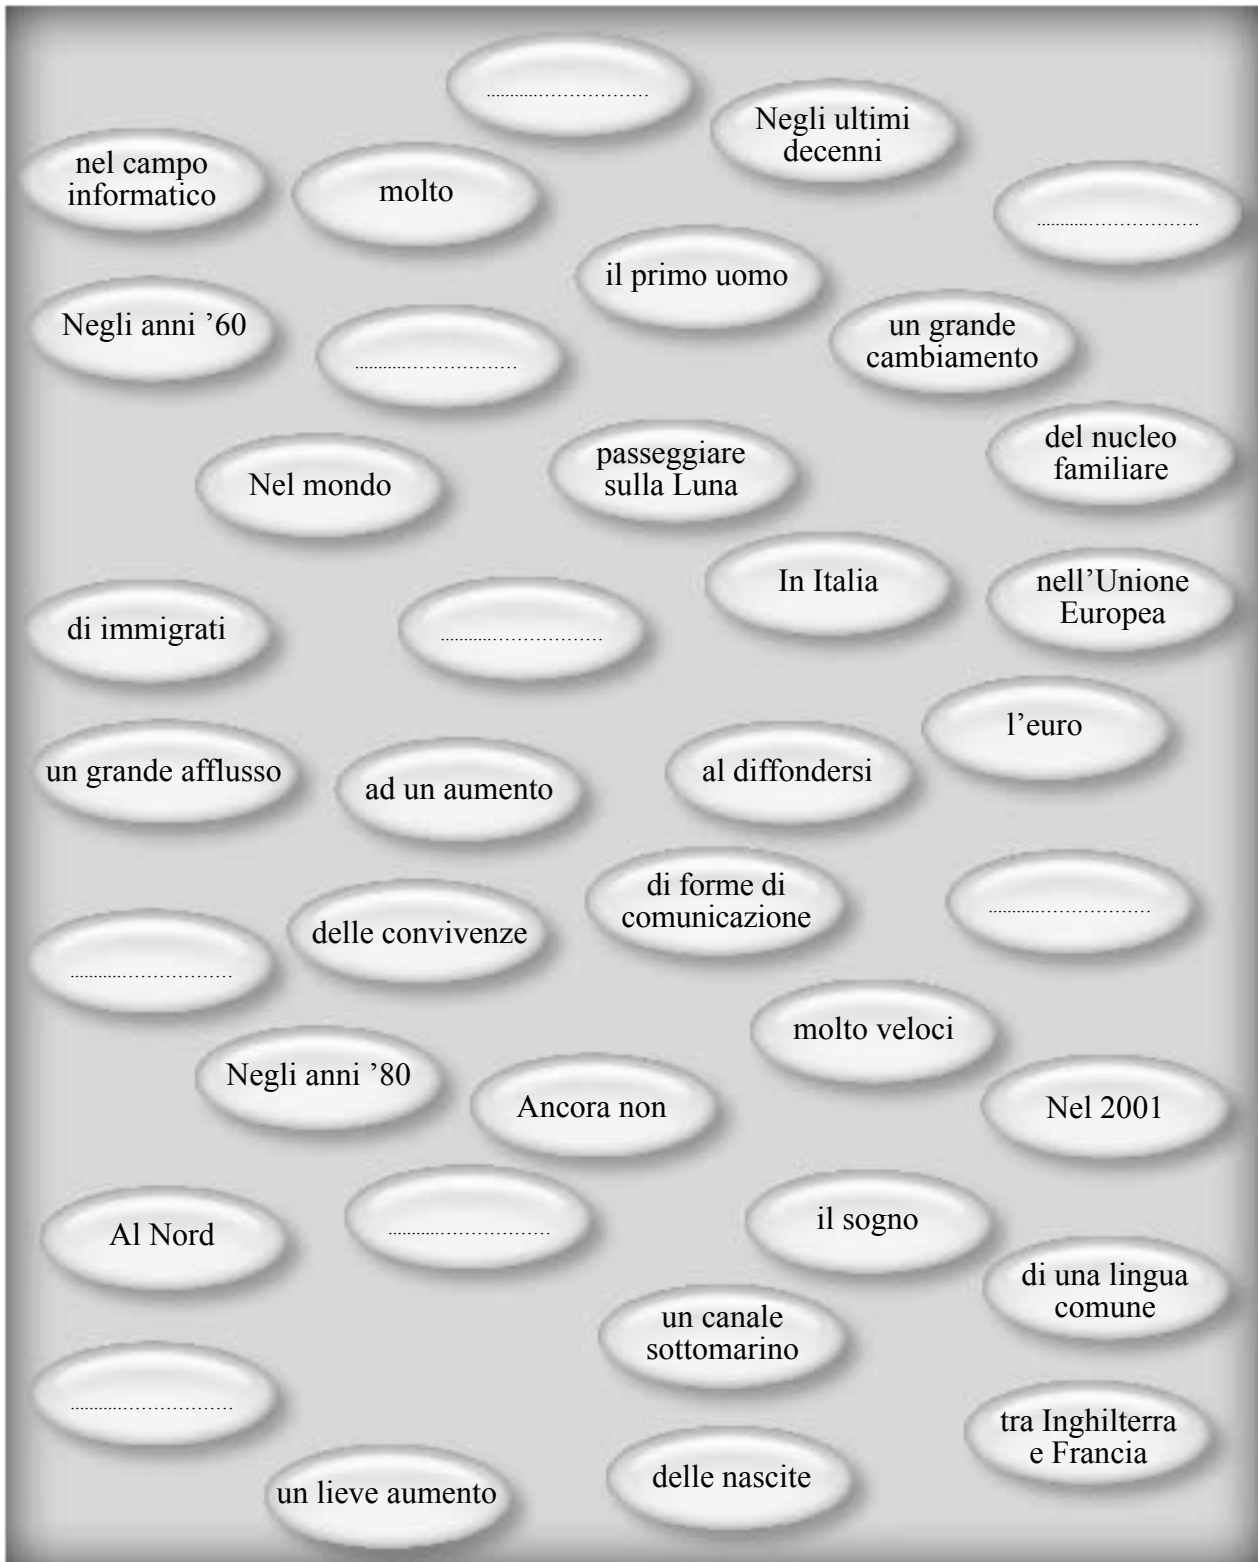 ............................
Negli ultimi
decenni
nel campo
informatico
molto
............................
il primo uomo
Negli anni ’60
............................
un grande
cambiamento
del nucleo
familiare
Nel mondo
passeggiare
sulla Luna
In Italia
nell’Unione
Europea
di immigrati
............................
l’euro
un grande afflusso
ad un aumento
al diffondersi
di forme di
comunicazione
............................
delle convivenze
............................
molto veloci
Negli anni ’80
Ancora non
Nel 2001
Al Nord
............................
il sogno
di una lingua
comune
un canale
sottomarino
............................
tra Inghilterra
e Francia
un lieve aumento
delle nascite